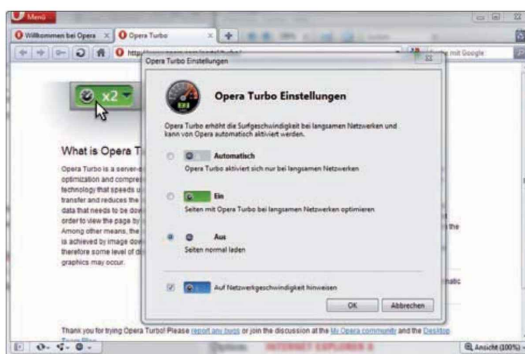 Menü
Willkommen bei Opera
Opera Turbo
mit Google
Opera Turbo Einstellungen
x2
Opera Turbo Einstellungen
Opera Turbo erhöht die Surfgeschwindigkeit bei langsamen Netzwerken und
kann von Opera automatisch aktiviert werden.
What is Opera T
Automatisch
Opera Turbo aktiviert sich nur bei langsamen Netzwerken
Opera Turbo is a server-
optimization and compre
technology that speeds u
transfer and reduces the
data that needs to be dow
order to view the page by
Among other means, the
is achieved by image dow
therefore some level of di
graphics may occur.
Ein
Seiten mit Opera Turbo bei langsamen Netzwerken optimieren
Aus
Seiten normal laden
the
matic
Auf Netzwerkgeschwindigkeit hinweisen
OK
Abbrechen
Thank you for trying Opera Turbo! Please report any bugs or join the discussion at the My Opera community and the Desktop
Ansicht (100%)